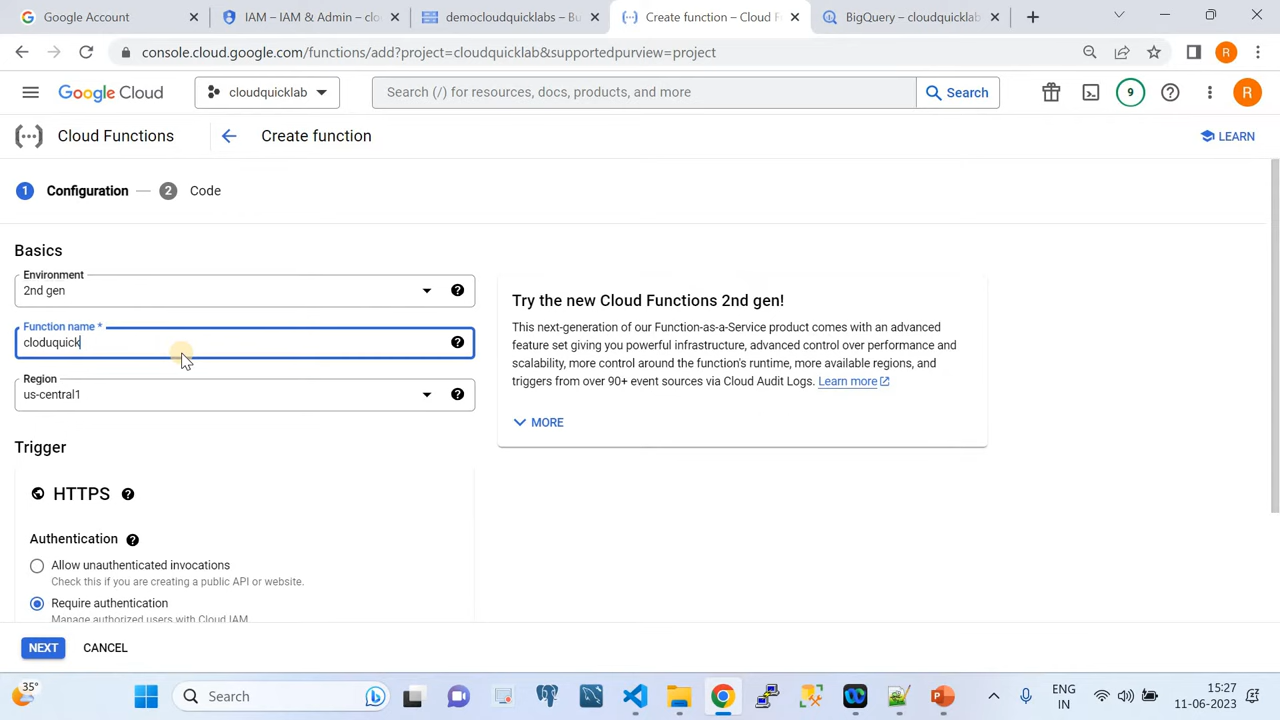 Google Account
IAM – IAM & Admin – clo
democloudquicklabs – Bu
Create function – Cloud F
BigQuery – cloudquicklab
console.cloud.google.com/functions/add?project=cloudquicklab&supportedpurview=project
R
Google Cloud
cloudquicklab
Search (/) for resources, docs, products, and more
Search
9
R
Cloud Functions
Create function
LEARN
1 Configuration — 2 Code
Basics
Environment
2nd gen
Function name *
cloduquick
Region
us-central1
Try the new Cloud Functions 2nd gen!
This next-generation of our Function-as-a-Service product comes with an advanced
feature set giving you powerful infrastructure, advanced control over performance and
scalability, more control around the function's runtime, more available regions, and
triggers from over 90+ event sources via Cloud Audit Logs. Learn more
MORE
Trigger
HTTPS
Authentication
Allow unauthenticated invocations
Check this if you are creating a public API or website.
Require authentication
Manage authorized users with Cloud IAM.
NEXT
CANCEL
35°
Search
ENG
IN
15:27
11-06-2023